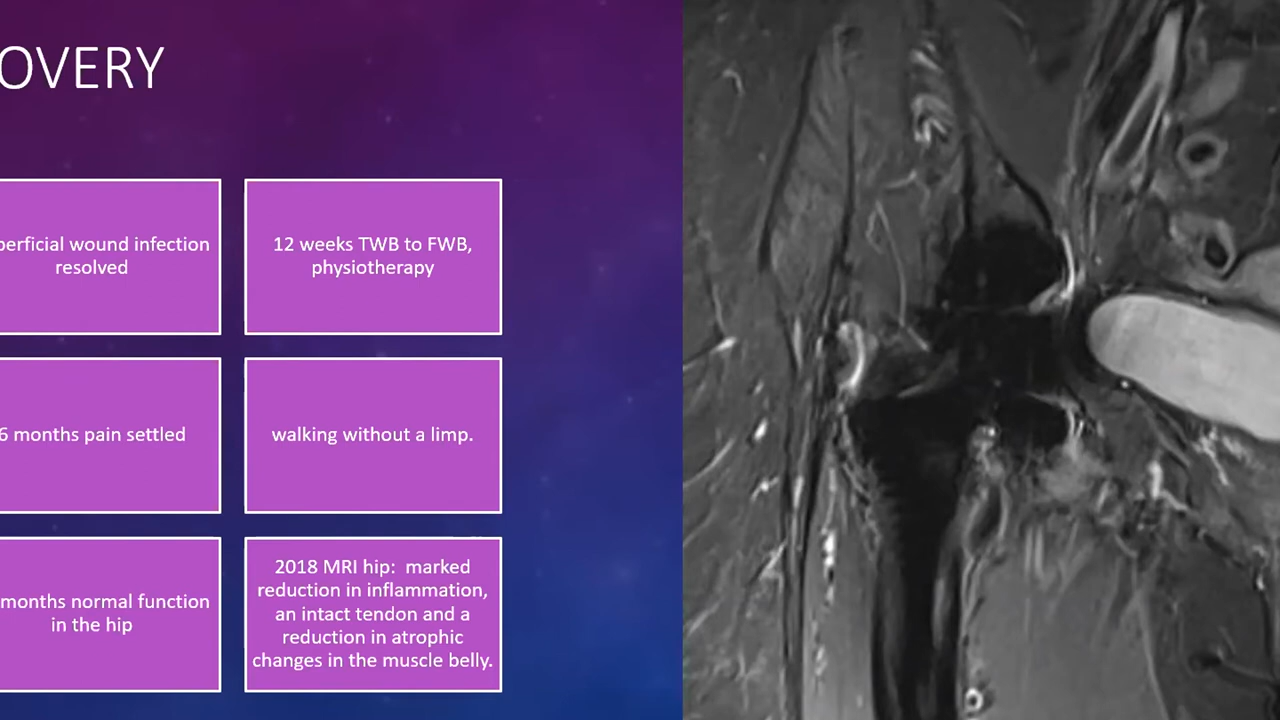 OVERY
perficial wound infection
resolved
12 weeks TWB to FWB,
physiotherapy
6 months pain settled
walking without a limp.
months normal function
in the hip
2018 MRI hip: marked
reduction in inflammation,
an intact tendon and a
reduction in atrophic
changes in the muscle belly.